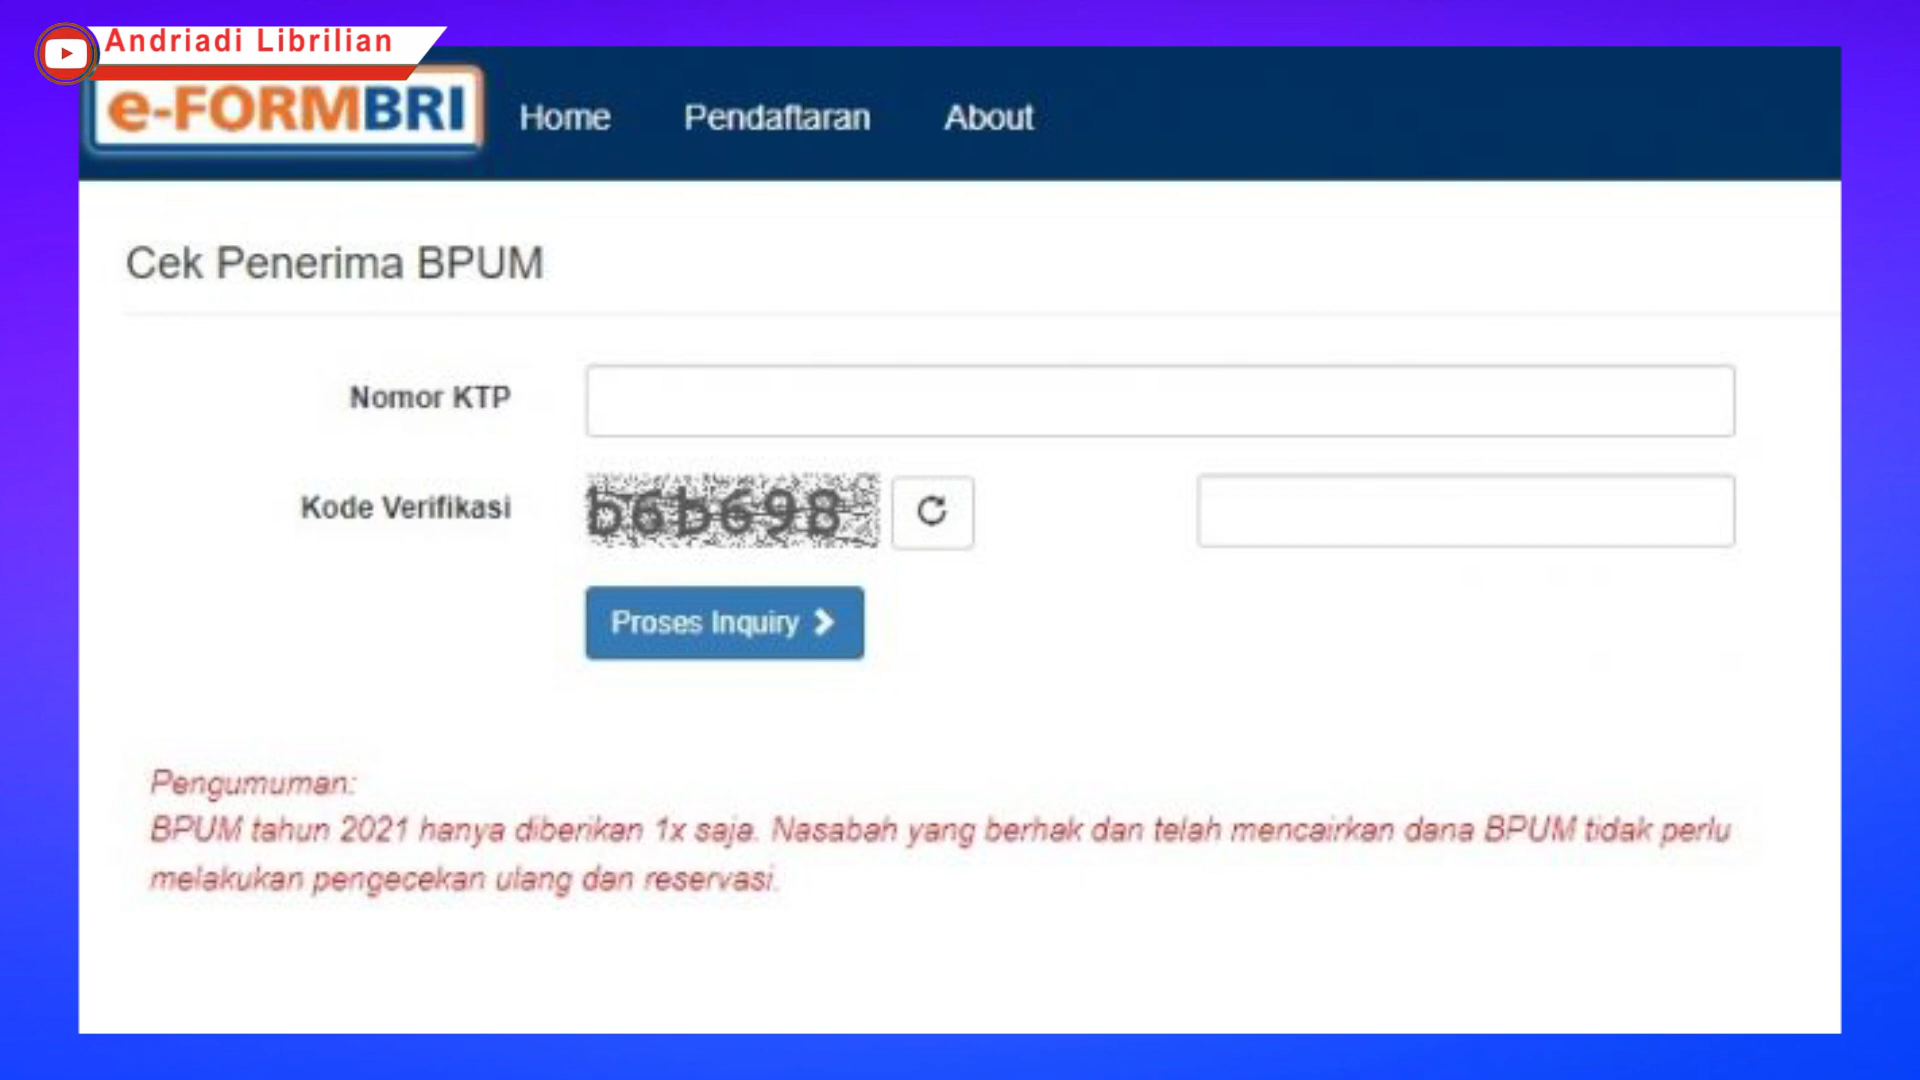 Andriadi Librilian
e-FORMBRI
Home Pendaftaran About
Cek Penerima BPUM
Nomor KTP
Kode Verifikasi b6b698
Proses Inquiry
Pengumuman:
BPUM tahun 2021 hanya diberikan 1x saja. Nasabah yang berhak dan telah mencairkan dana BPUM tidak perlu
melakukan pengecekan ulang dan reservasi.